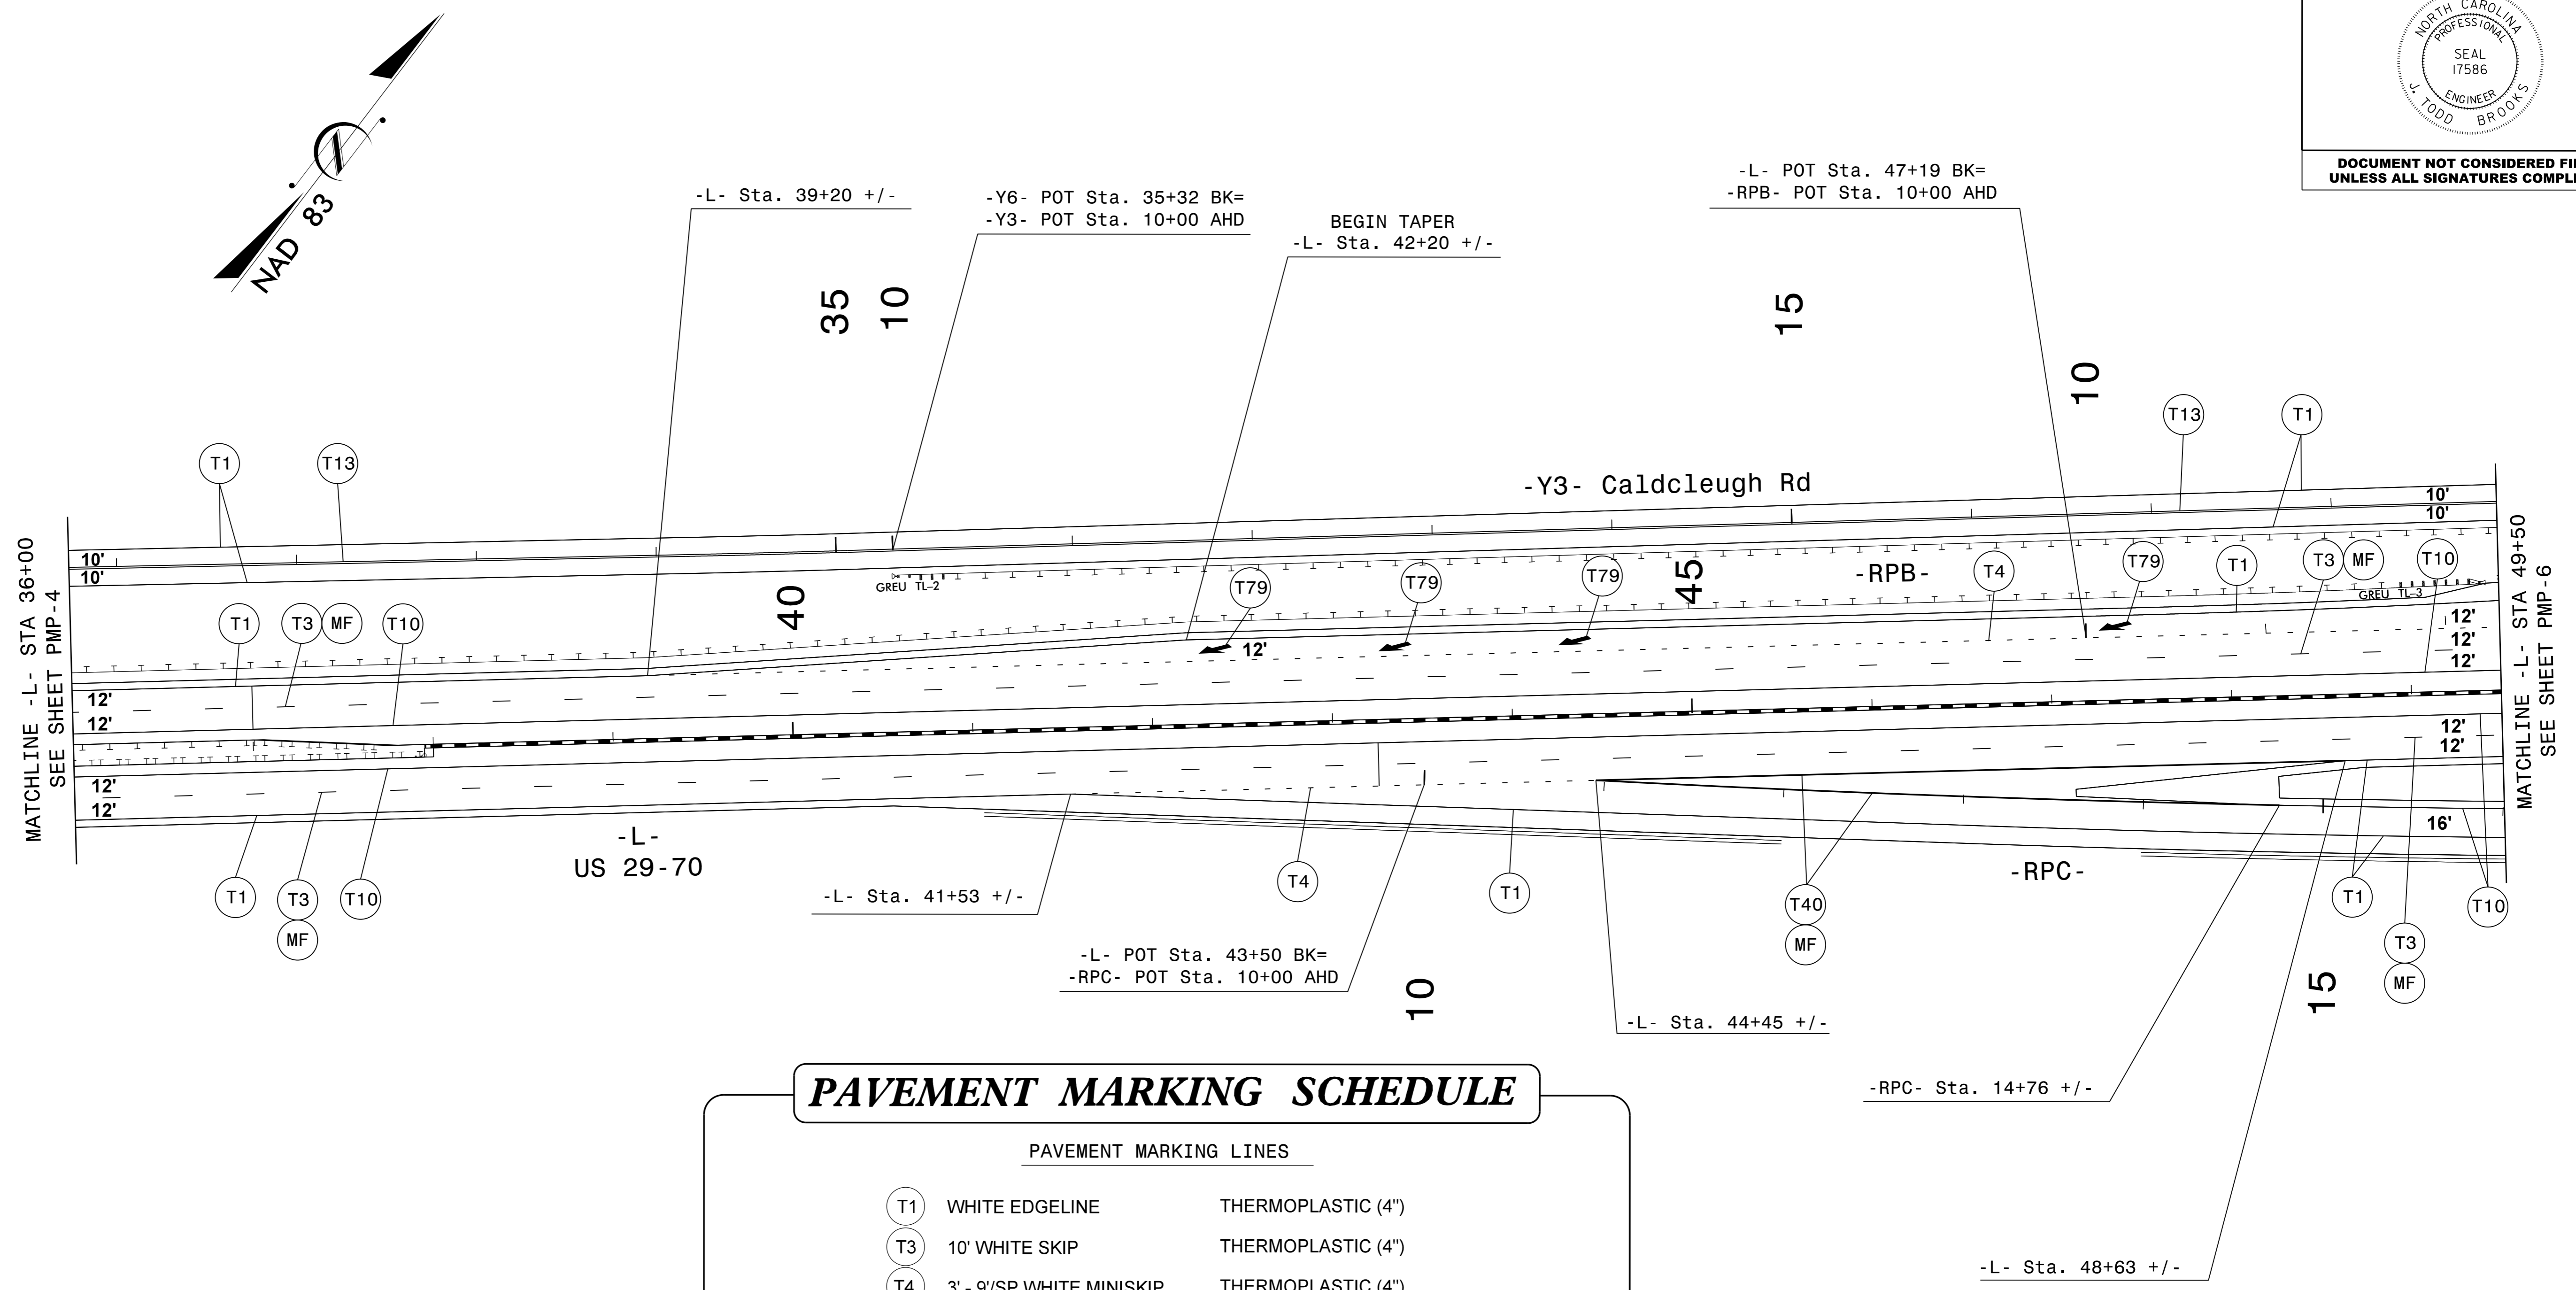 NORTH CAROLINA
PROFESSIONAL
SEAL
17586
ENGINEER
J. TODD BROOKS
DOCUMENT NOT CONSIDERED
UNLESS ALL SIGNATURES
NAD 83
-L- Sta. 39+20 +/-
-Y6- POT Sta. 35+32 BK=
-Y3- POT Sta. 10+00 AHD
BEGIN TAPER
-L- Sta. 42+20 +/-
-L- POT Sta. 47+19 BK=
-RPB- POT Sta. 10+00 AHD
35
10
15
10
T1
T13
T13
T1
-Y3- Caldcleugh Rd
10'
10'
10'
10'
MATCHLINE -L- STA 36+00
SEE SHEET PMP-4
MATCHLINE -L- STA 49+50
SEE SHEET PMP-6
GREU TL-2
40
T79
T79
T79
45
-RPB-
T4
T79
T1
T3
MF
T10
GREU TL-3
T1
T3
MF
T10
12'
12'
12'
12'
12'
12'
12'
12'
12'
12'
16'
-L-
US 29-70
-RPC-
T1
T3
MF
T10
-L- Sta. 41+53 +/-
T4
T1
T40
MF
T1
T10
T3
MF
-L- POT Sta. 43+50 BK=
-RPC- POT Sta. 10+00 AHD
10
15
-L- Sta. 44+45 +/-
-RPC- Sta. 14+76 +/-
-L- Sta. 48+63 +/-
PAVEMENT MARKING SCHEDULE
PAVEMENT MARKING LINES
T1 WHITE EDGELINE THERMOPLASTIC (4")
T3 10' WHITE SKIP THERMOPLASTIC (4")
T4 3' - 9'/SP WHITE MINISKIP THERMOPLASTIC (4")